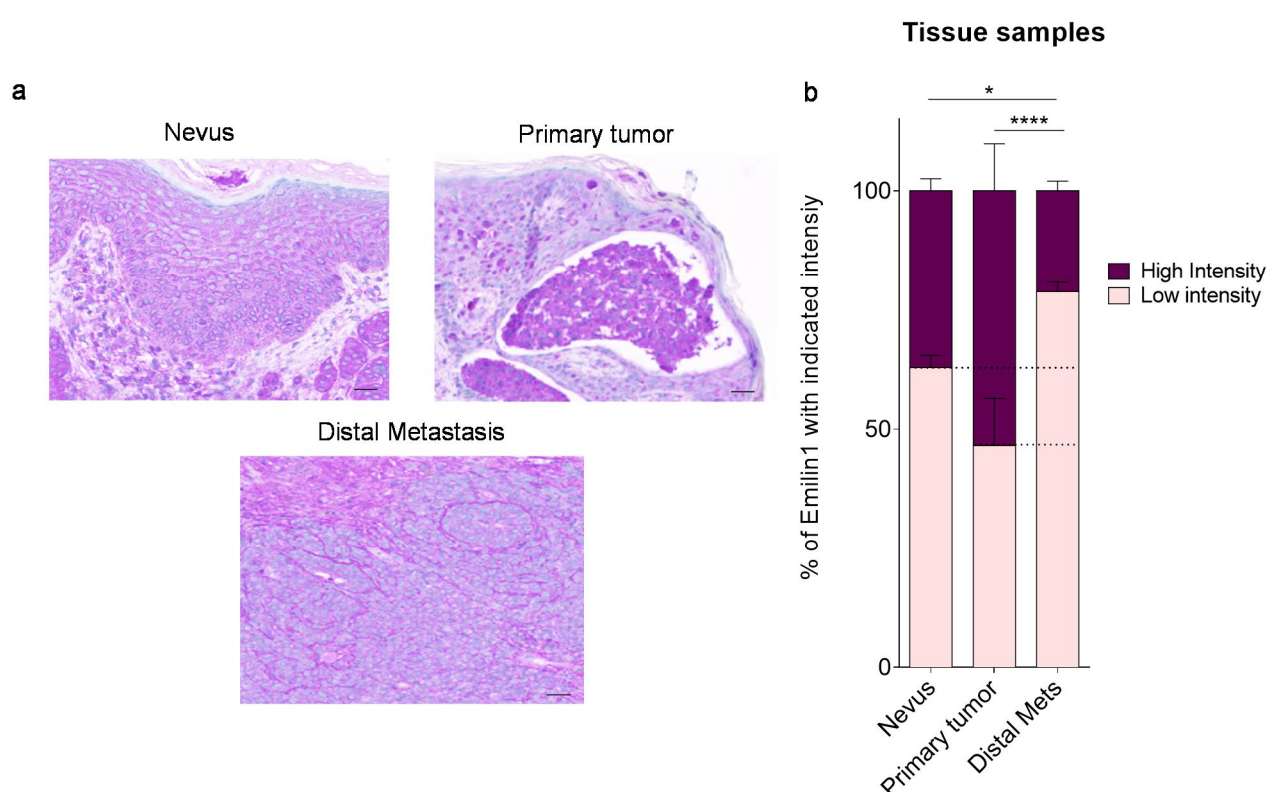 Tissue samples
a
Nevus
Primary tumor
Distal Metastasis
b
*
****
% of Emilin1 with indicated intensiy
100
50
0
High Intensity
Low intensity
Nevus
Primary tumor
Distal Mets